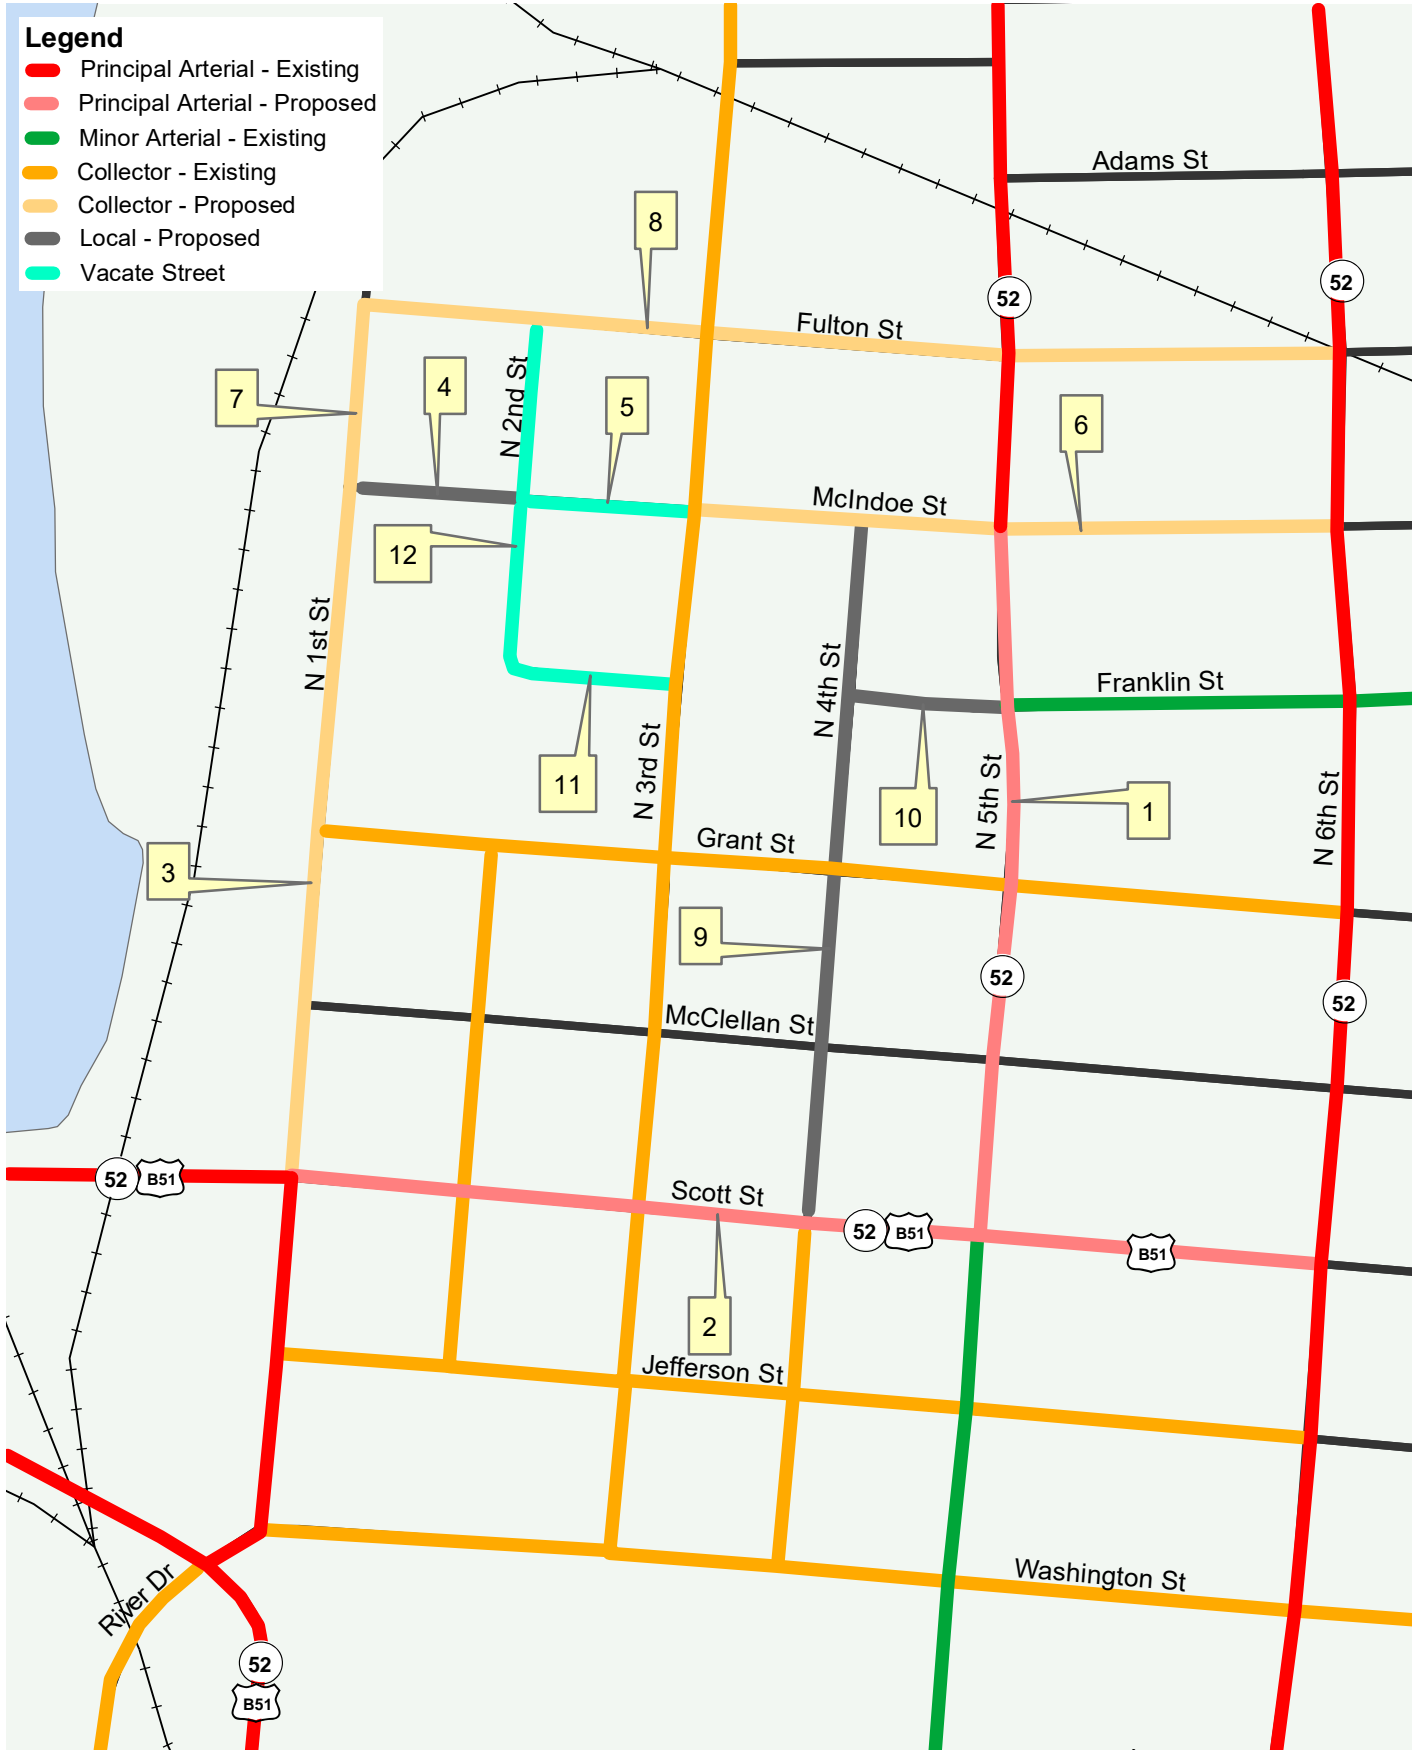 Legend
Principal Arterial - Existing
Principal Arterial - Proposed
Minor Arterial - Existing
Collector - Existing
Collector - Proposed
Local - Proposed
Vacate Street
Adams St
8
52
52
Fulton St
N 2nd St
4
5
7
6
McIndoe St
12
N 1st St
N 4th St
Franklin St
N 3rd St
11
10
N 5th St
1
N 6th St
Grant St
3
9
52
52
McClellan St
52
B51
Scott St
52
B51
B51
2
Jefferson St
Washington St
River Dr
52
B51